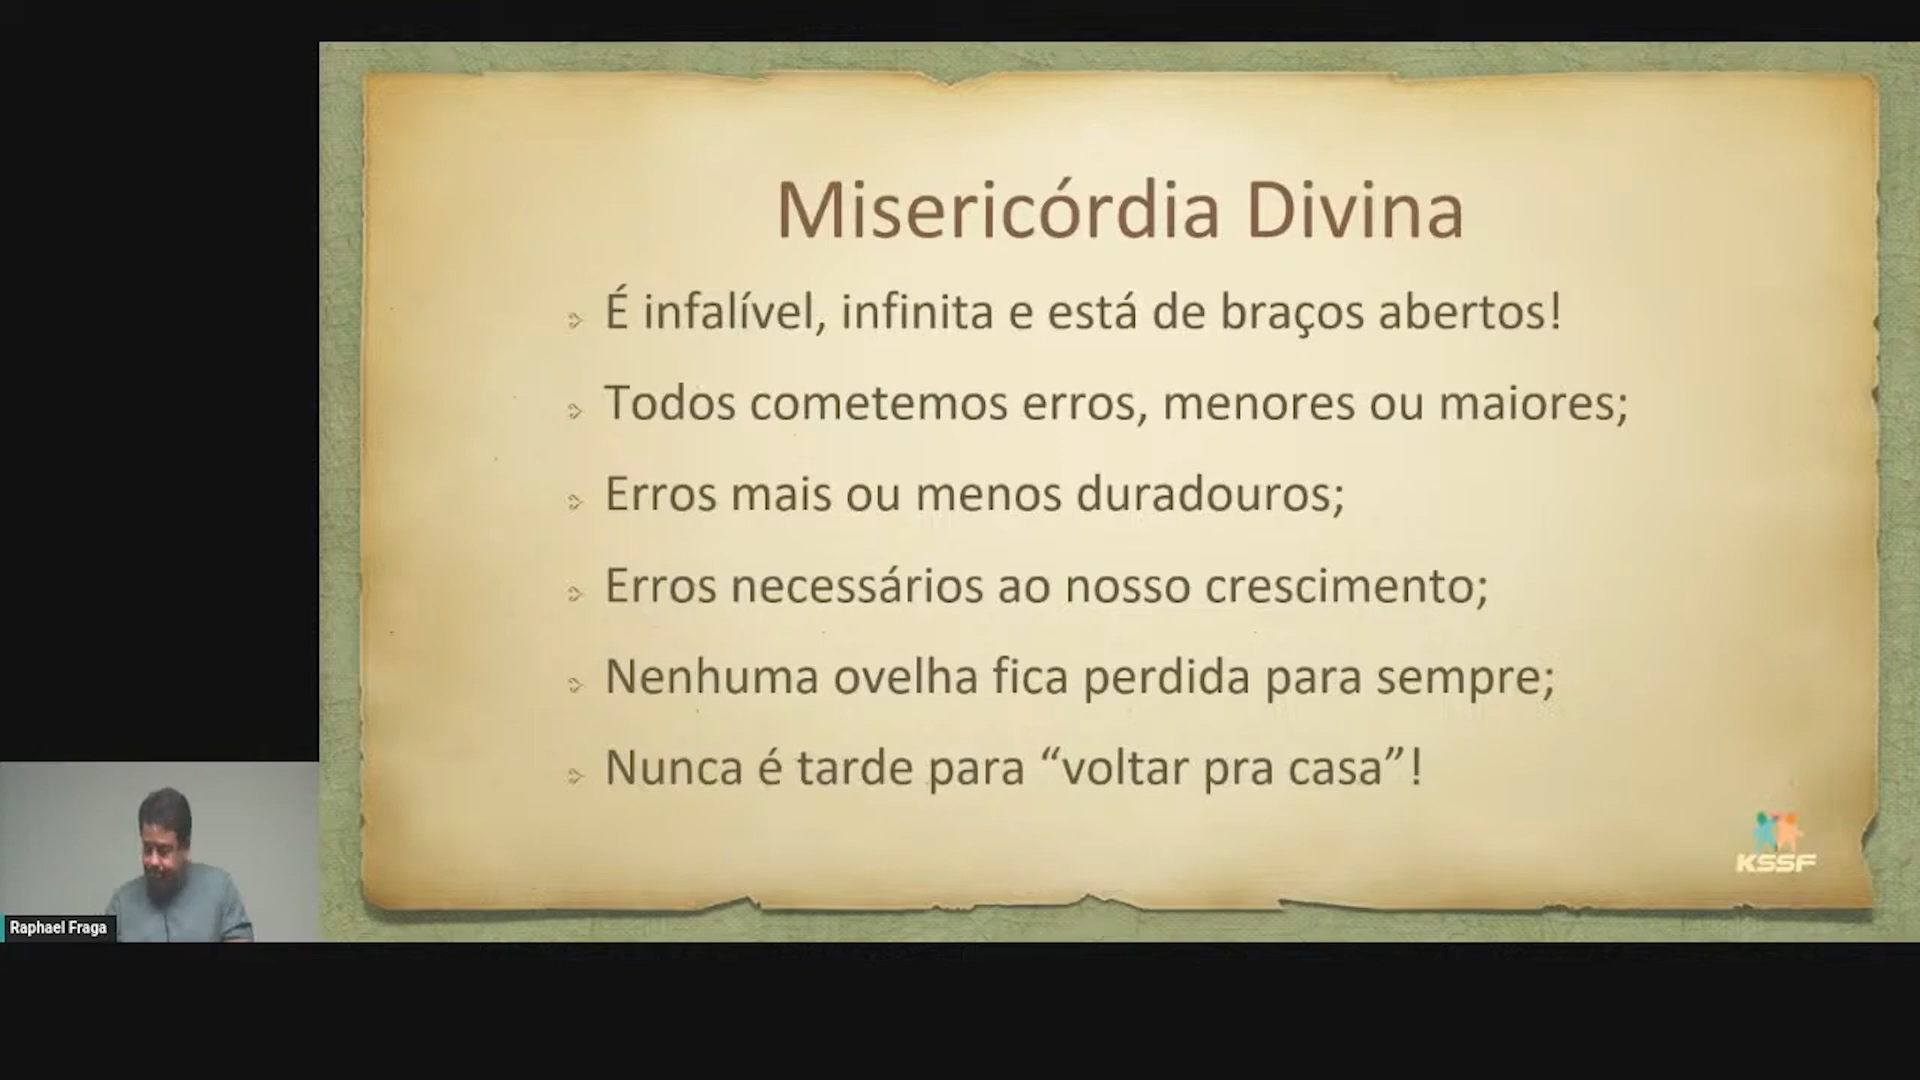 Misericórdia Divina
É infalível, infinita e está de braços abertos!
Todos cometemos erros, menores ou maiores;
Erros mais ou menos duradouros;
Erros necessários ao nosso crescimento;
Nenhuma ovelha fica perdida para sempre;
Nunca é tarde para “voltar pra casa”!
KSSF
Raphael Fraga